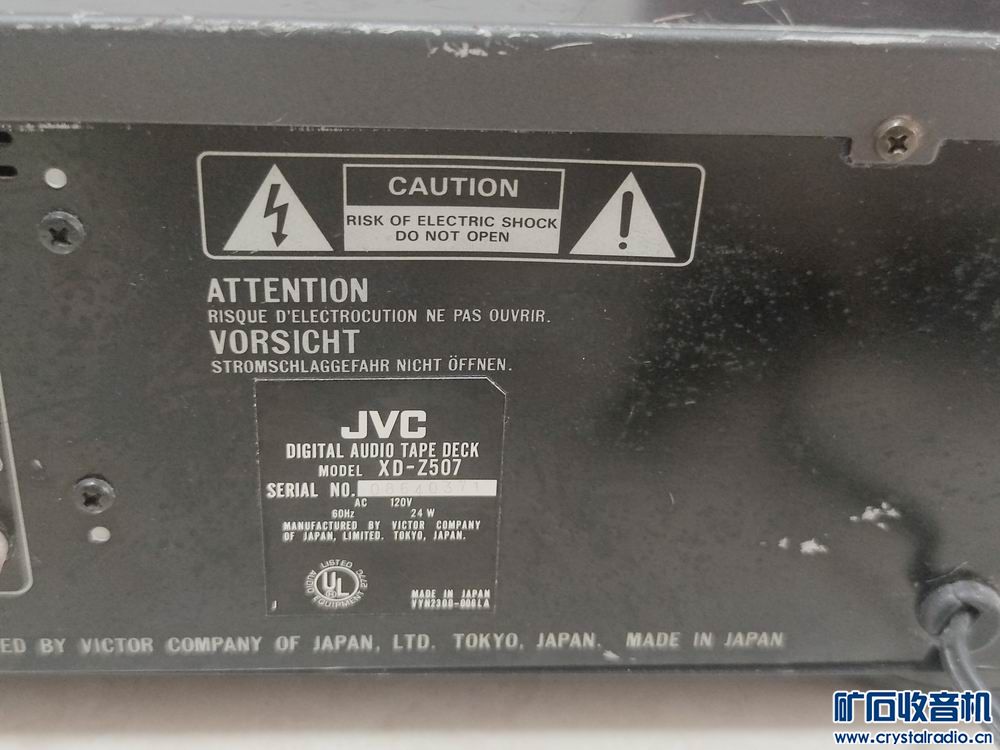 CAUTION
RISK OF ELECTRIC SHOCK
DO NOT OPEN
ATTENTION
RISQUE D'ELECTROCUTION NE PAS OUVRIR.
VORSICHT
STROMSCHLAGGEFAHR NICHT ÖFFNEN.
JVC
DIGITAL AUDIO TAPE DECK
MODEL XD-Z507
SERIAL NO.
AC 120V
60Hz 24 W
MANUFACTURED BY VICTOR COMPANY
OF JAPAN, LIMITED. TOKYO, JAPAN.
LISTED
UL
AUDIO EQUIPMENT 277C
MADE IN JAPAN
J
ED BY VICTOR COMPANY OF JAPAN, LTD. TOKYO, JAPAN. MADE IN JAPAN
矿石收音机
www.crystalradio.cn